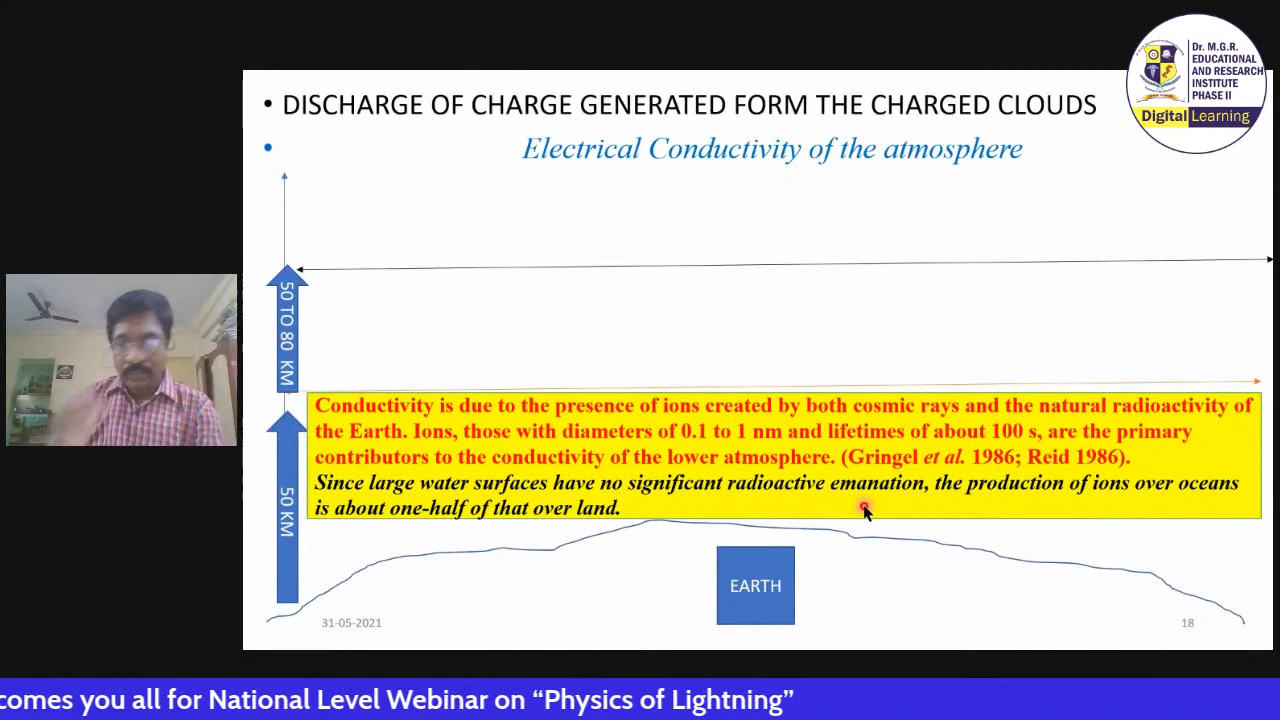 Dr. M.G.R.
EDUCATIONAL
AND RESEARCH
INSTITUTE
PHASE II
Digital Learning
• DISCHARGE OF CHARGE GENERATED FORM THE CHARGED CLOUDS
• Electrical Conductivity of the atmosphere
50 TO 80 KM
Conductivity is due to the presence of ions created by both cosmic rays and the natural radioactivity of
the Earth. Ions, those with diameters of 0.1 to 1 nm and lifetimes of about 100 s, are the primary
contributors to the conductivity of the lower atmosphere. (Gringel et al. 1986; Reid 1986).
Since large water surfaces have no significant radioactive emanation, the production of ions over oceans
is about one-half of that over land.
50 KM
EARTH
31-05-2021
18
comes you all for National Level Webinar on “Physics of Lightning”